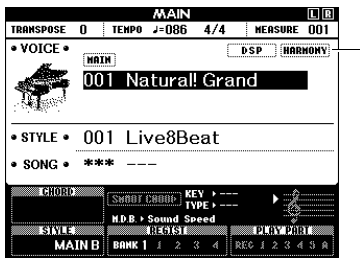 MAIN L R
TRANSPOSE 0 TEMPO ♩=086 4/4 MEASURE 001
• VOICE • MAIN DSP HARMONY
001 Natural! Grand
• STYLE • 001 Live8Beat
• SONG • *** ---
CHORD SMART CHORD KEY ▸ ---
TYPE ▸ ---
M.D.B. ▸ Sound Speed
STYLE REGIST PLAY PART
MAIN B BANK 1 1 2 3 4 REC 1 2 3 4 5 A